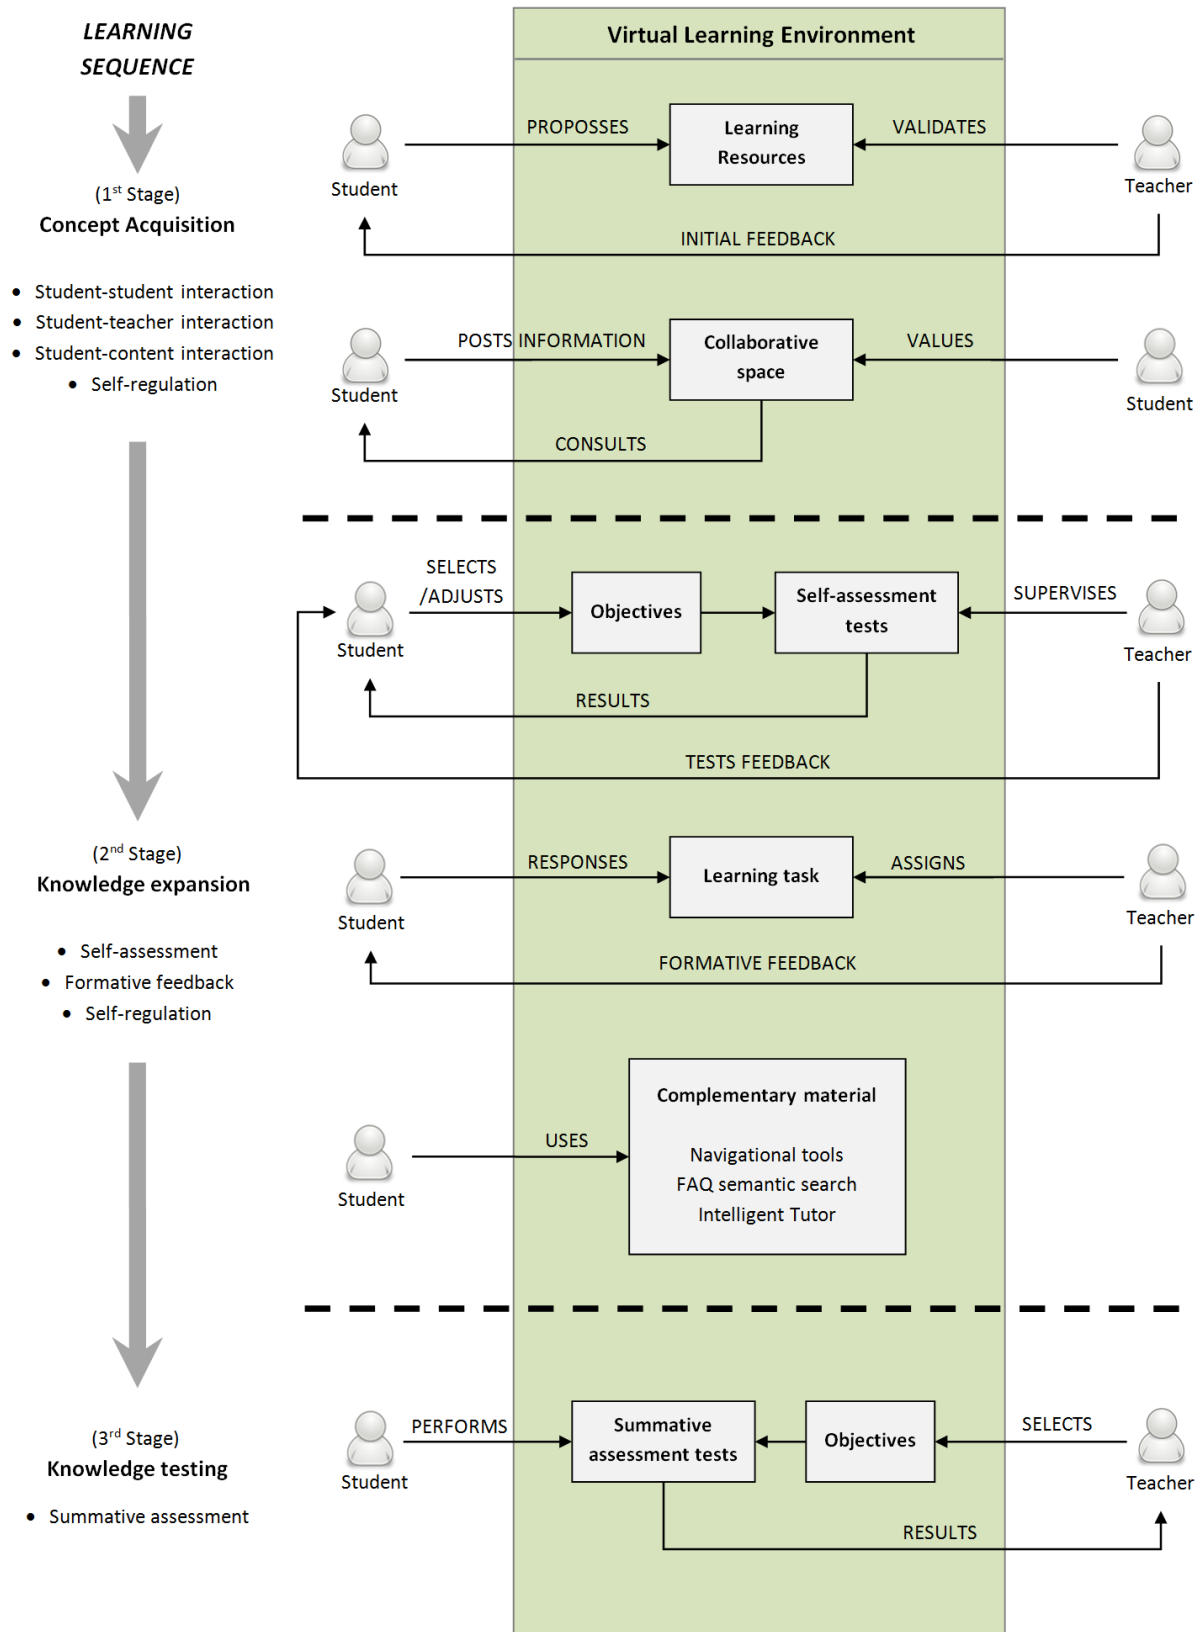 LEARNING
SEQUENCE
Virtual Learning Environment
PROPOSSES
Learning
Resources
VALIDATES
Student
Teacher
INITIAL FEEDBACK
(1st Stage)
Concept Acquisition
• Student-student interaction
• Student-teacher interaction
• Student-content interaction
• Self-regulation
POSTS INFORMATION
Collaborative
space
VALUES
Student
Student
CONSULTS
SELECTS
/ADJUSTS
Objectives
Self-assessment
tests
SUPERVISES
Student
Teacher
RESULTS
TESTS FEEDBACK
(2nd Stage)
Knowledge expansion
• Self-assessment
• Formative feedback
• Self-regulation
RESPONSES
Learning task
ASSIGNS
Student
Teacher
FORMATIVE FEEDBACK
USES
Complementary material
Navigational tools
FAQ semantic search
Intelligent Tutor
Student
(3rd Stage)
Knowledge testing
• Summative assessment
PERFORMS
Summative
assessment tests
Objectives
SELECTS
Student
Teacher
RESULTS